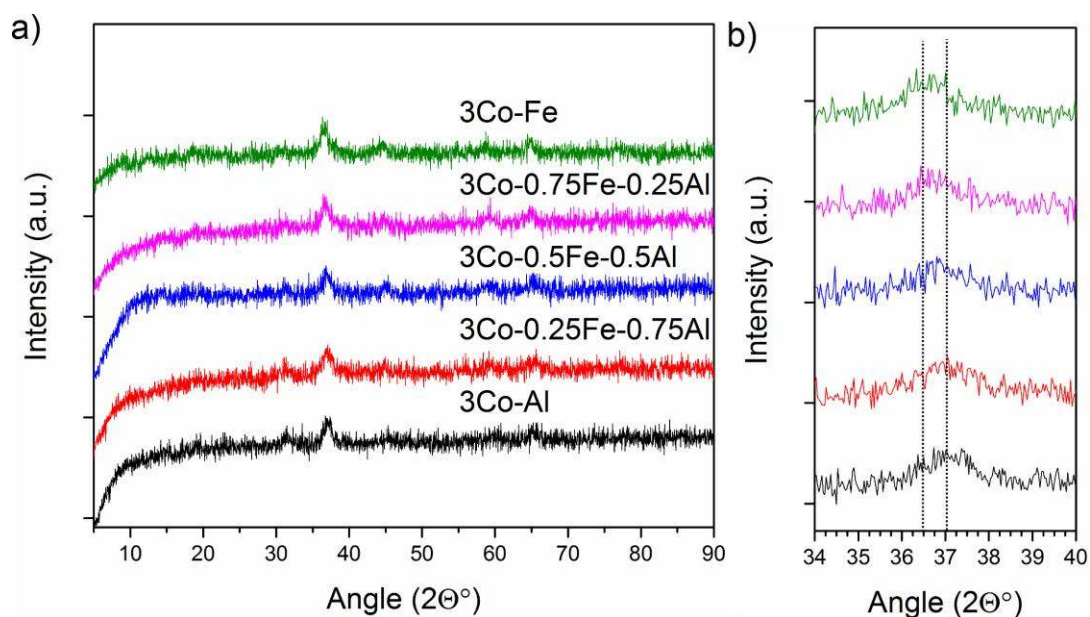 a)
3Co-Fe
3Co-0.75Fe-0.25Al
3Co-0.5Fe-0.5Al
3Co-0.25Fe-0.75Al
3Co-Al
Intensity (a.u.)
10 20 30 40 50 60 70 80 90
Angle (2Θ°)
b)
Intensity (a.u.)
34 35 36 37 38 39 40
Angle (2Θ°)